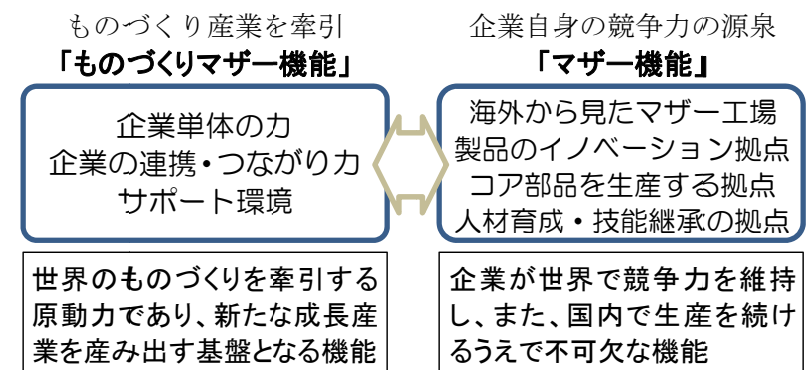 ものづくり産業を牽引
「ものづくりマザー機能」
企業単体の力
企業の連携・つながり力
サポート環境
世界のものづくりを牽引する
原動力であり、新たな成長産
業を産み出す基盤となる機能
企業自身の競争力の源泉
「マザー機能」
海外から見たマザー工場
製品のイノベーション拠点
コア部品を生産する拠点
人材育成・技能継承の拠点
企業が世界で競争力を維持
し、また、国内で生産を続け
るうえで不可欠な機能